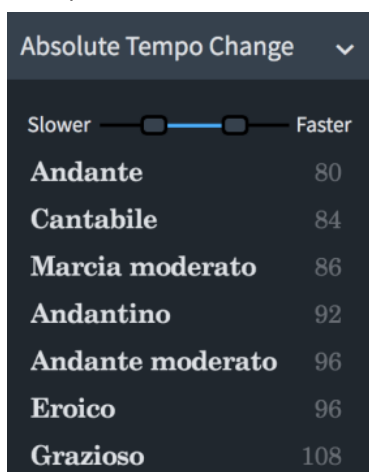 Absolute Tempo Change
Slower Faster
Andante 80
Cantabile 84
Marcia moderato 86
Andantino 92
Andante moderato 96
Eroico 96
Grazioso 108